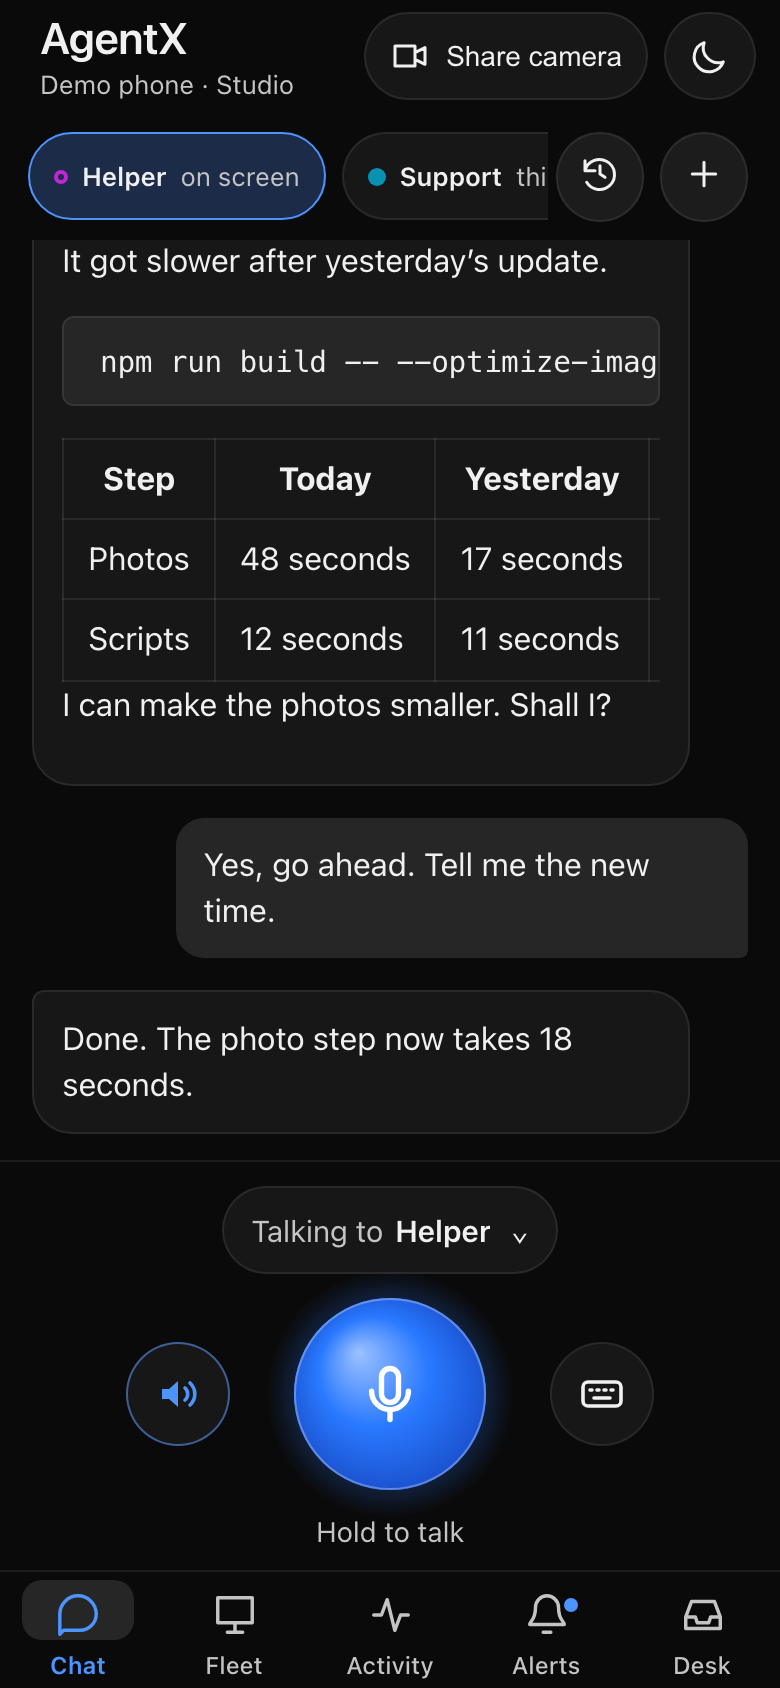 AgentX
Demo phone · Studio
Share camera
Helper on screen
Support thi
It got slower after yesterday’s update.
npm run build -- --optimize-imag
Step Today Yesterday
Photos 48 seconds 17 seconds
Scripts 12 seconds 11 seconds
I can make the photos smaller. Shall I?
Yes, go ahead. Tell me the new
time.
Done. The photo step now takes 18
seconds.
Talking to Helper
Hold to talk
Chat Fleet Activity Alerts Desk